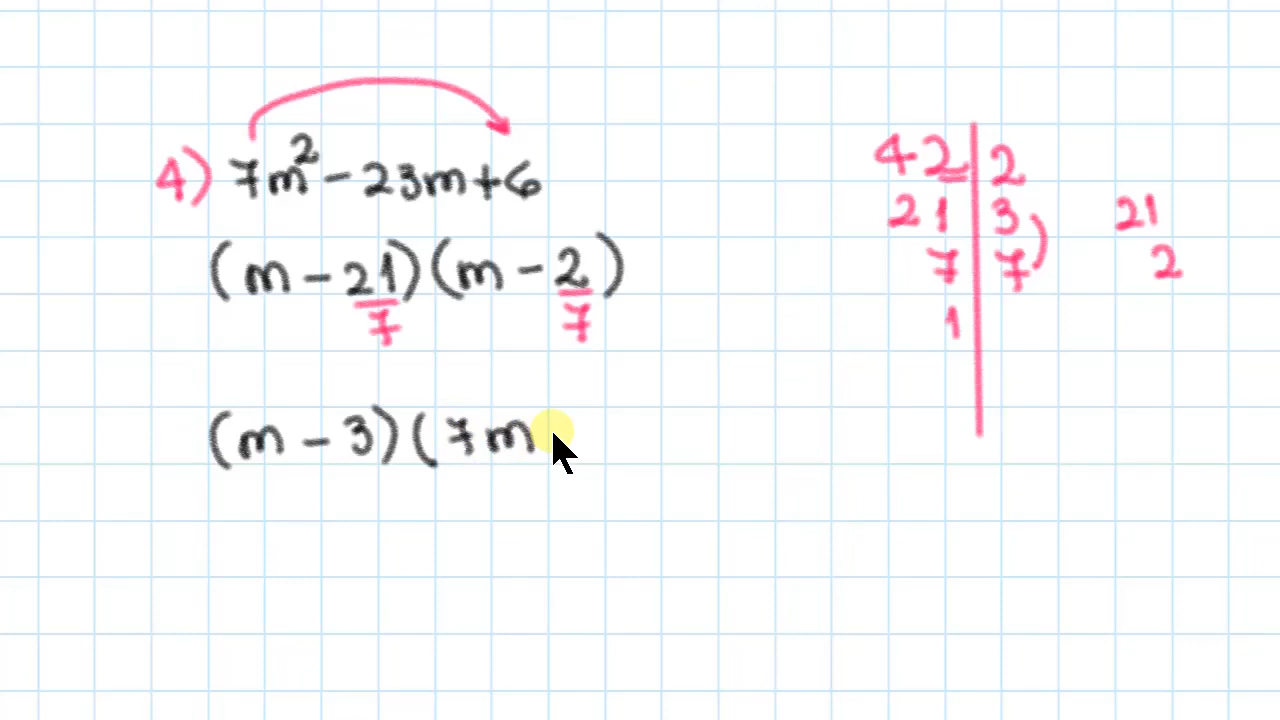 4) 7m² - 23m + 6
(m - 21)(m - 2)
7 7
(m - 3)(7m
42 | 2
21 | 3) 21
7 | 7) 2
1 |